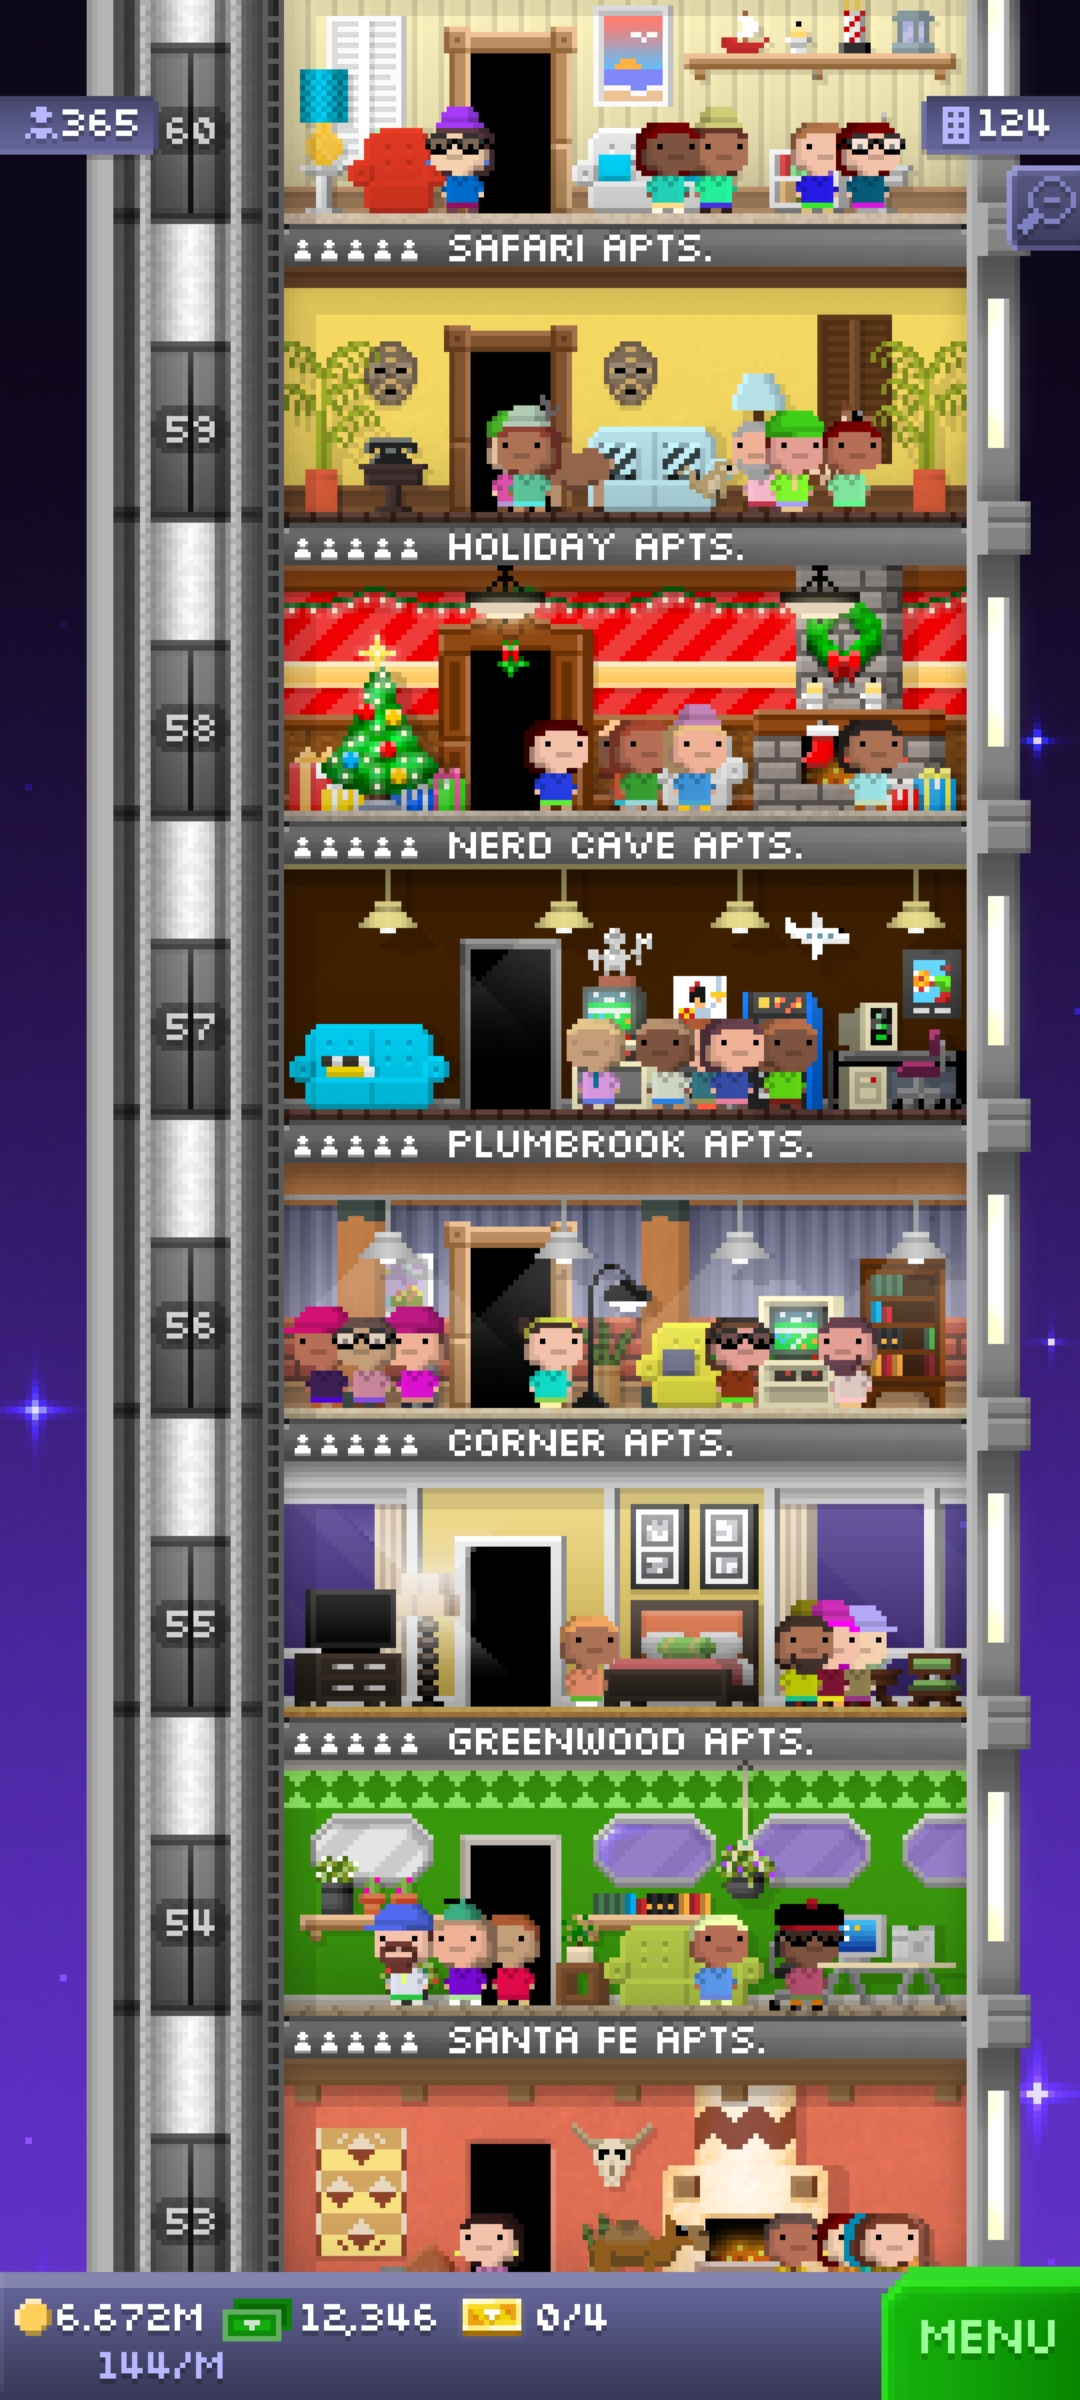 365
60
124
SAFARI APTS.
59
HOLIDAY APTS.
58
NERD CAVE APTS.
57
PLUMBROOK APTS.
56
CORNER APTS.
55
GREENWOOD APTS.
54
SANTA FE APTS.
53
6.672M 12,346 0/4
144/M
MENU